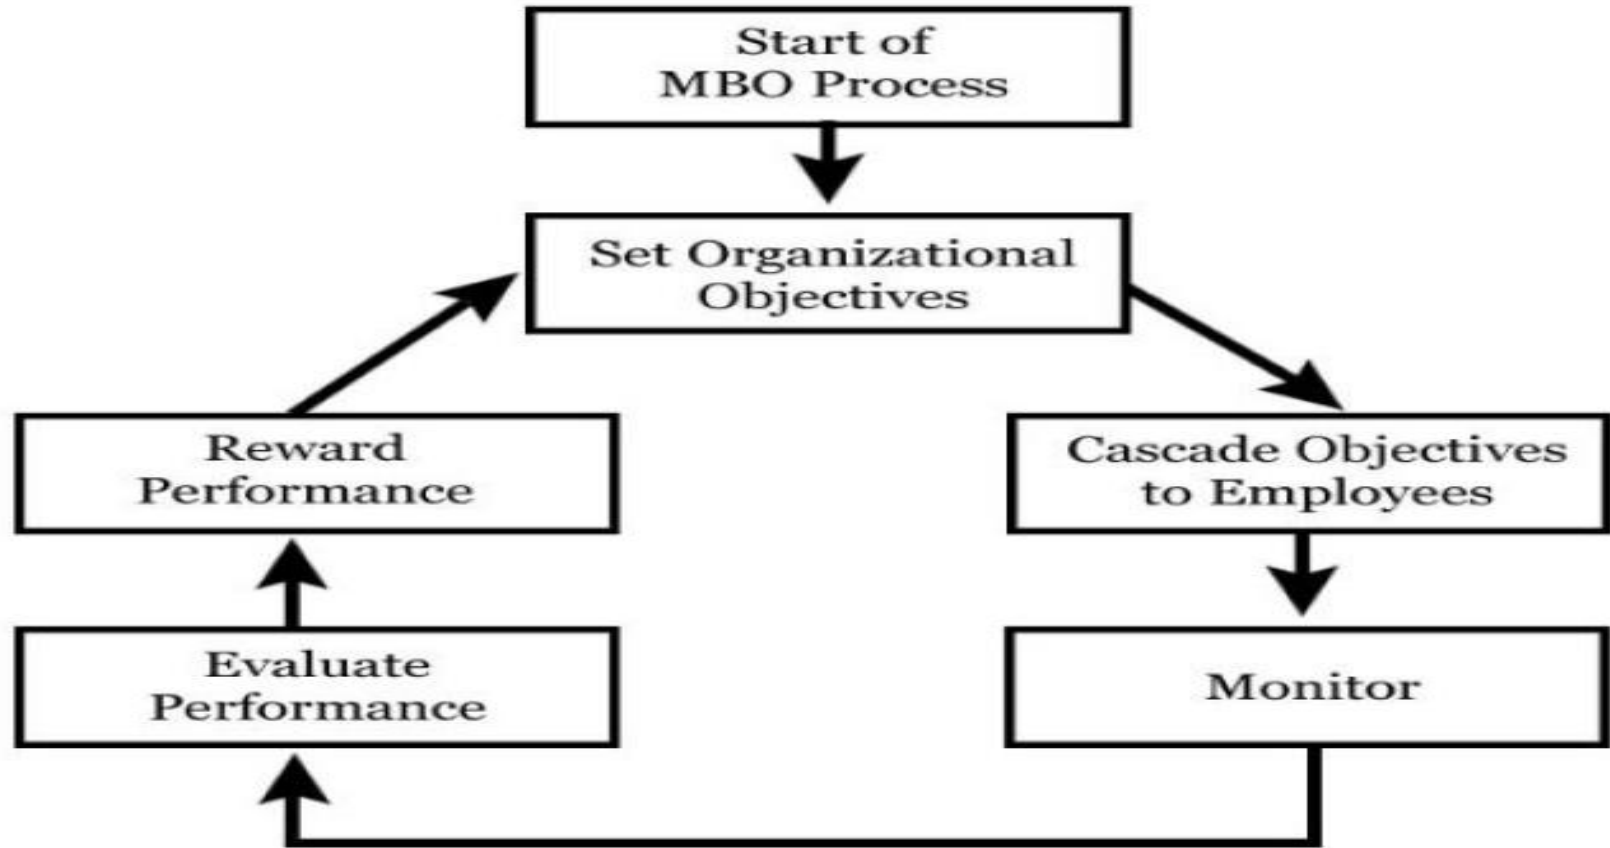 Start of
MBO Process
Set Organizational
Objectives
Reward
Performance
Cascade Objectives
to Employees
Evaluate
Performance
Monitor